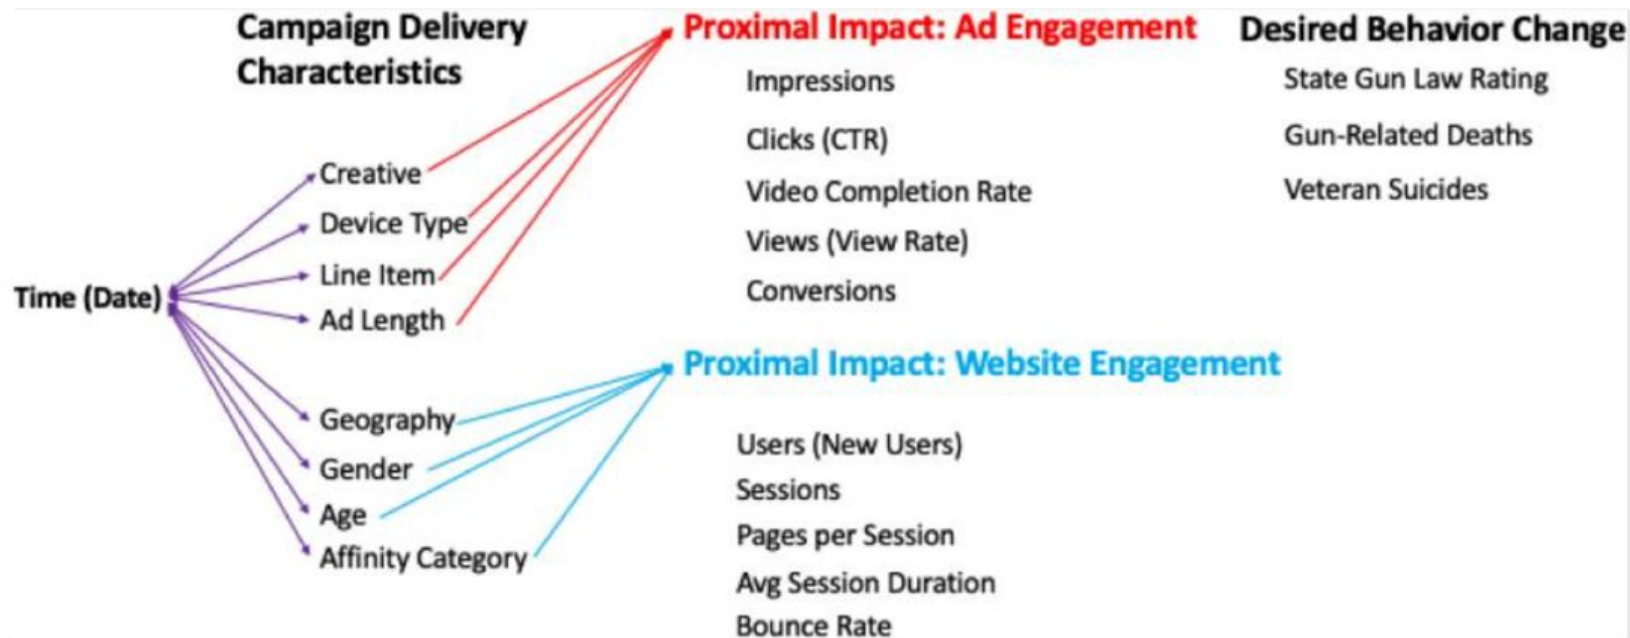 Campaign Delivery
Characteristics
Proximal Impact: Ad Engagement
Desired Behavior Change
Impressions
Clicks (CTR)
Video Completion Rate
Views (View Rate)
Conversions
State Gun Law Rating
Gun-Related Deaths
Veteran Suicides
Time (Date)
Creative
Device Type
Line Item
Ad Length
Geography
Gender
Age
Affinity Category
Proximal Impact: Website Engagement
Users (New Users)
Sessions
Pages per Session
Avg Session Duration
Bounce Rate